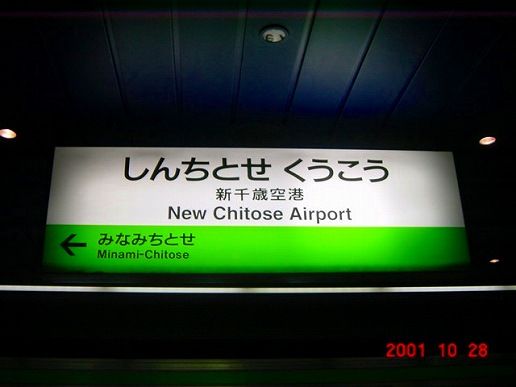 しんちとせ くうこう
新千歳空港
New Chitose Airport
← みなみちとせ
Minami-Chitose
2001 10 28